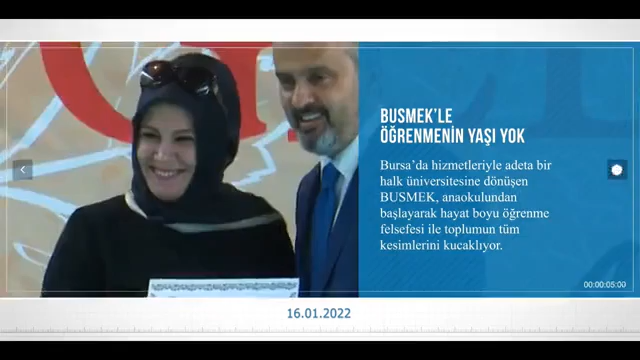 BUSMEK'LE
ÖĞRENMENİN YAŞI YOK
Bursa'da hizmetleriyle adeta bir
halk üniversitesine dönüşen
BUSMEK, anaokulundan
başlayarak hayat boyu öğrenme
felsefesi ile toplumun tüm
kesimlerini kucaklıyor.
00:00:05:00
16.01.2022